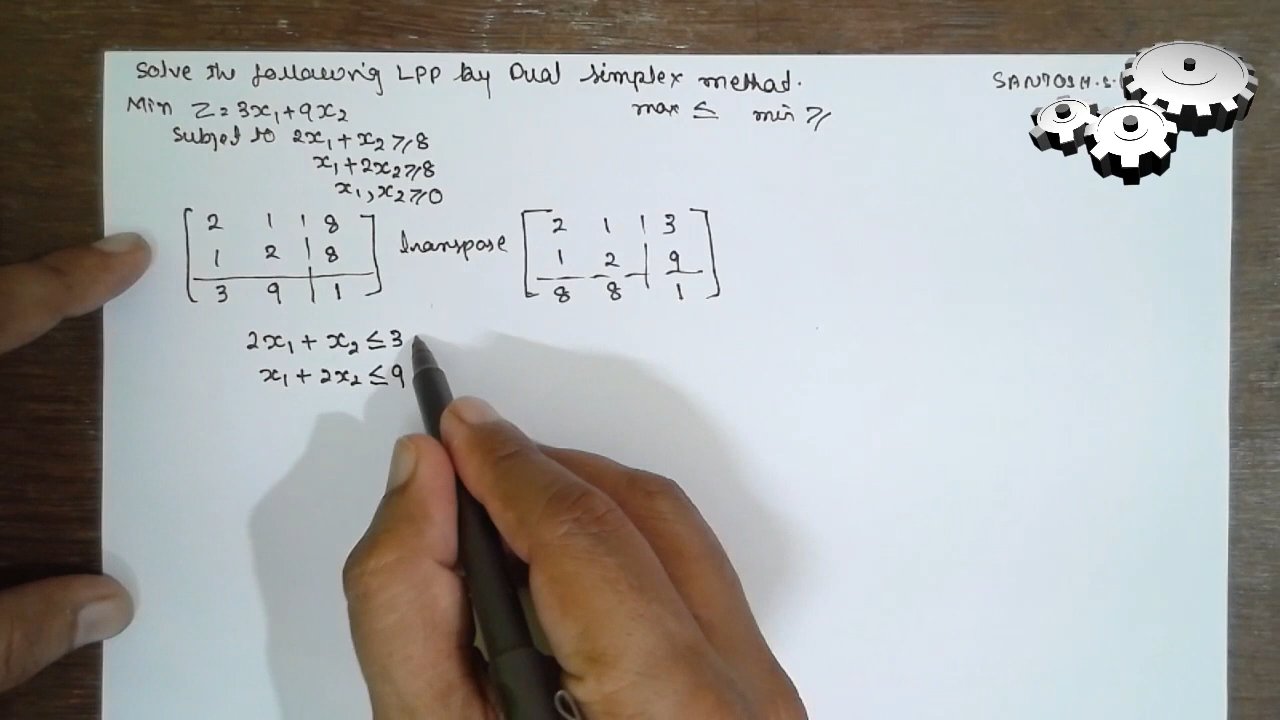 Solve the following LPP by Dual Simplex method.
SANTOSH.S.
Min Z=3x₁+9x₂
max ≤ min ≥
Subjet to 2x₁+x₂≥8
x₁+2x₂≥8
x₁,x₂≥0
[2 1 | 8] transpose [2 1 | 3]
[1 2 | 8] [1 2 | 9]
[3 9 | 1] [8 8 | 1]
2x₁ + x₂ ≤ 3
x₁ + 2x₂ ≤ 9